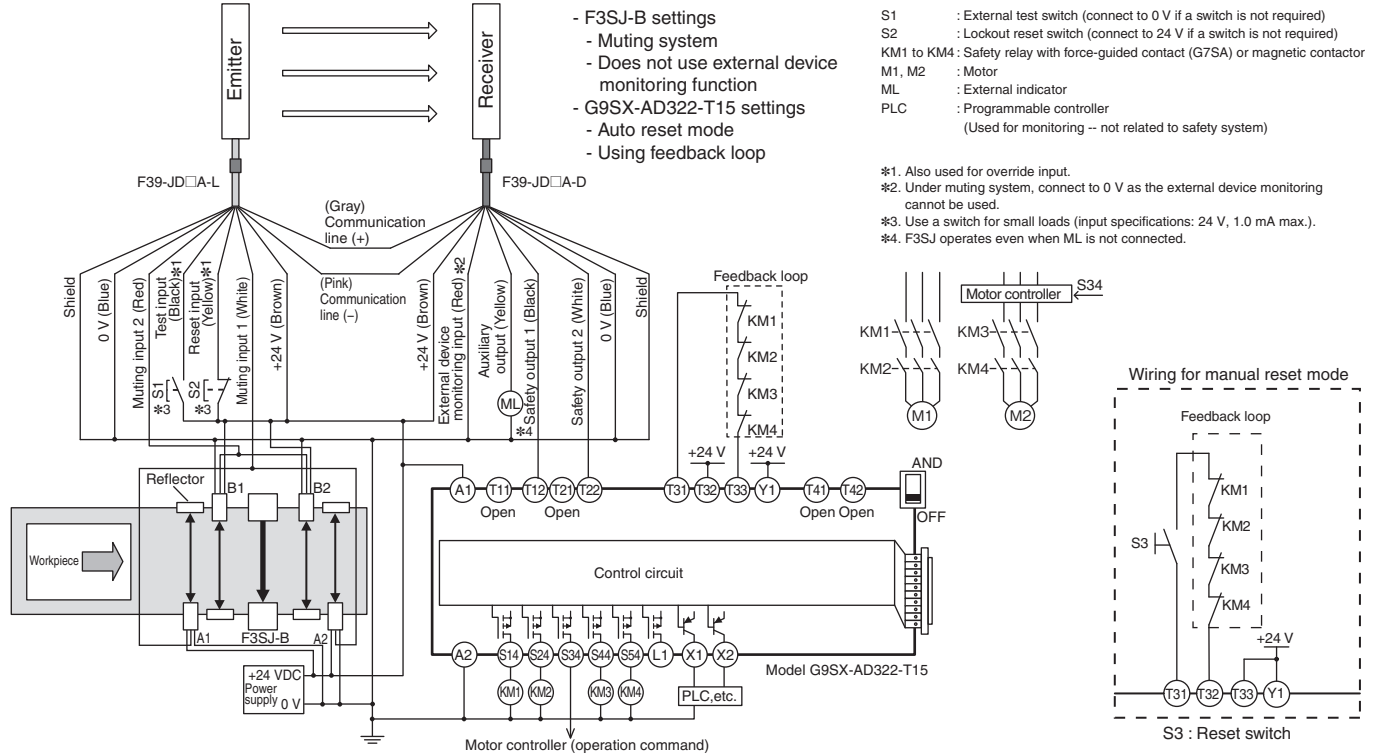 - F3SJ-B settings
- Muting system
- Does not use external device
monitoring function
- G9SX-AD322-T15 settings
- Auto reset mode
- Using feedback loop
S1 : External test switch (connect to 0 V if a switch is not required)
S2 : Lockout reset switch (connect to 24 V if a switch is not required)
KM1 to KM4 : Safety relay with force-guided contact (G7SA) or magnetic contactor
M1, M2 : Motor
ML : External indicator
PLC : Programmable controller
(Used for monitoring -- not related to safety system)
*1. Also used for override input.
*2. Under muting system, connect to 0 V as the external device monitoring
cannot be used.
*3. Use a switch for small loads (input specifications: 24 V, 1.0 mA max.).
*4. F3SJ operates even when ML is not connected.
Emitter
Receiver
F39-JD□A-L
F39-JD□A-D
(Gray)
Communication
line (+)
(Pink)
Communication
line (–)
Shield
0 V (Blue)
Muting input 2 (Red)
Test input
(Black)*1
Reset input
(Yellow)*1
Muting input 1 (White)
+24 V (Brown)
+24 V (Brown)
External device
monitoring input (Red) *2
Auxiliary
output (Yellow)
Safety output 1 (Black)
Safety output 2 (White)
0 V (Blue)
Shield
S1
*3
S2
*3
ML
*4
Feedback loop
KM1
KM2
KM3
KM4
Motor controller
S34
KM1
KM2
KM3
KM4
M1
M2
+24 V
+24 V
A1
T11
T12
T21
T22
T31
T32
T33
Y1
T41
T42
Open
Open
Open
Open
AND
OFF
Reflector
B1
B2
Workpiece
A1
F3SJ-B
A2
+24 VDC
Power
supply
0 V
Control circuit
A2
S14
S24
S34
S44
S54
L1
X1
X2
Model G9SX-AD322-T15
KM1
KM2
KM3
KM4
PLC,etc.
Motor controller (operation command)
Wiring for manual reset mode
Feedback loop
KM1
KM2
KM3
KM4
S3
+24 V
T31
T32
T33
Y1
S3 : Reset switch